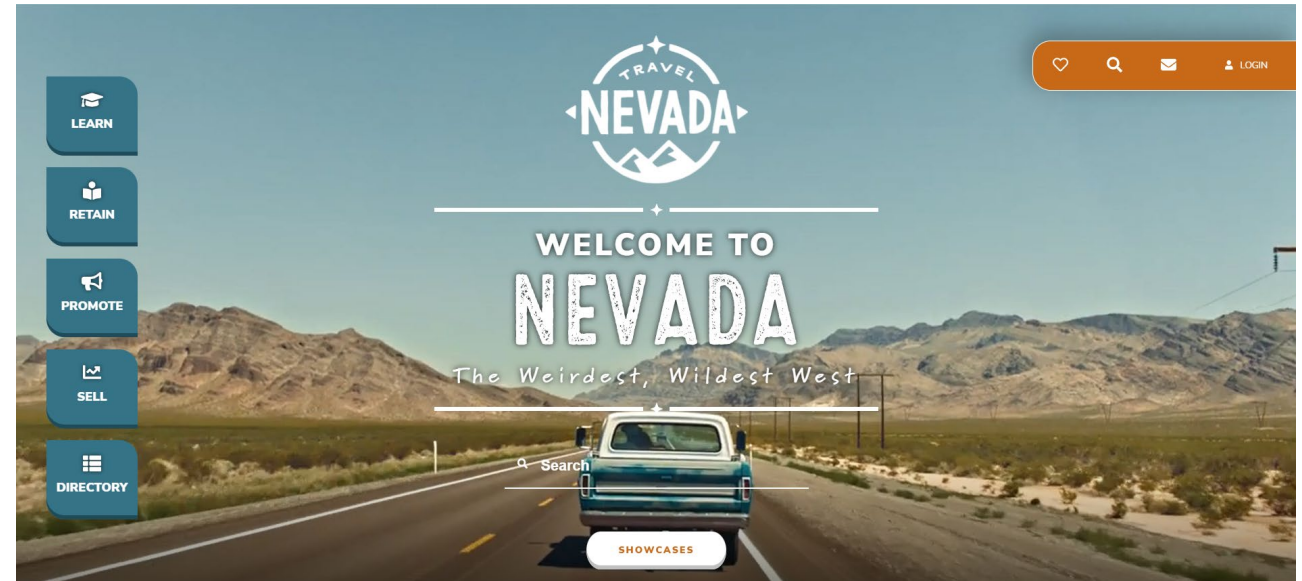 LEARN
RETAIN
PROMOTE
SELL
DIRECTORY
TRAVEL
NEVADA
LOGIN
WELCOME TO
NEVADA
The Weirdest, Wildest West
Search
SHOWCASES